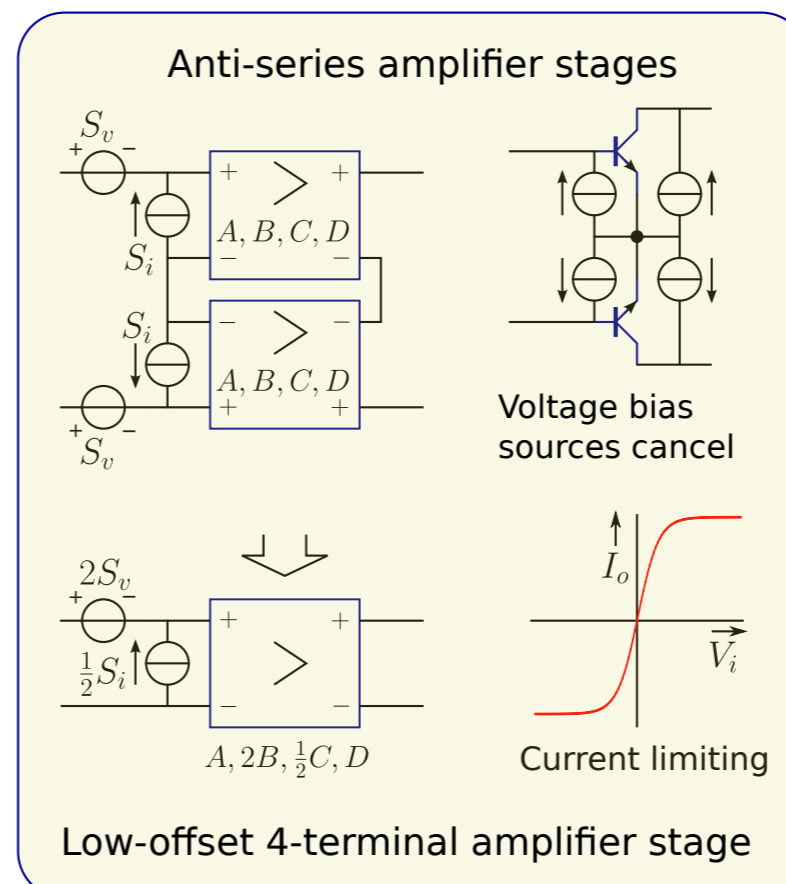 Anti-series amplifier stages
S_v
+ −
+ > +
A, B, C, D
S_i
− −
S_i
− −
>
A, B, C, D
+ +
+ −
S_v
Voltage bias
sources cancel
2S_v
+ −
+ > +
½S_i
− −
A, 2B, ½C, D
I_o
V_i
Current limiting
Low-offset 4-terminal amplifier stage